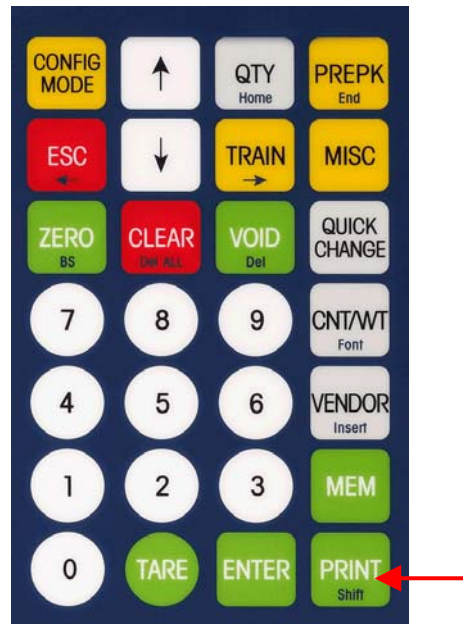 CONFIG
MODE
QTY
Home
PREPK
End
ESC
TRAIN
MISC
ZERO
BS
CLEAR
Del ALL
VOID
Del
QUICK
CHANGE
7
8
9
CNT/WT
Font
4
5
6
VENDOR
Insert
1
2
3
MEM
0
TARE
ENTER
PRINT
Shift